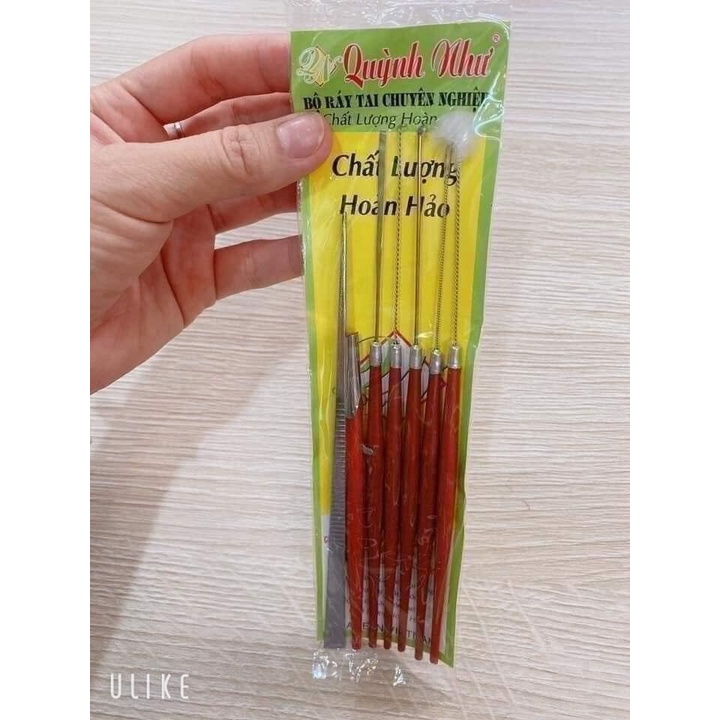 Quỳnh Như®
BỘ RÁY TAI CHUYÊN NGHIỆP
Chất Lượng Hoàn
Chất Lượng
Hoàn Hảo
ULIKE